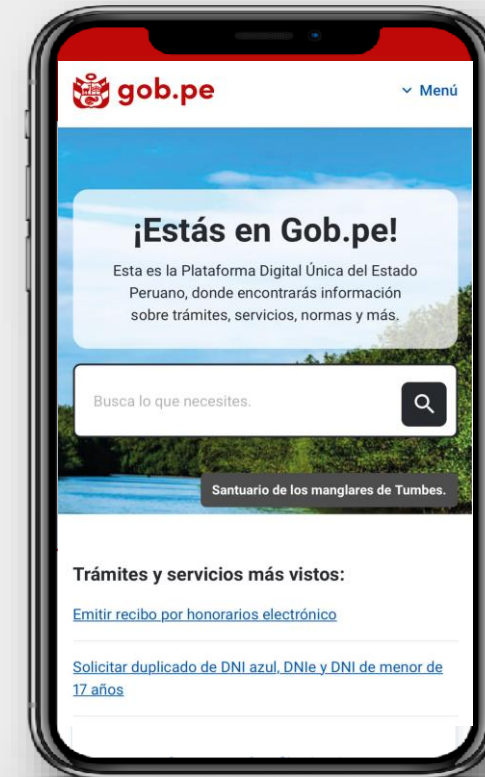 gob.pe
Menú
¡Estás en Gob.pe!
Esta es la Plataforma Digital Única del Estado
Peruano, donde encontrarás información
sobre trámites, servicios, normas y más.
Busca lo que necesites.
Santuario de los manglares de Tumbes.
Trámites y servicios más vistos:
Emitir recibo por honorarios electrónico
Solicitar duplicado de DNI azul, DNIe y DNI de menor de
17 años